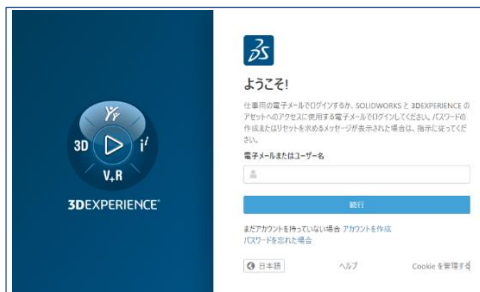 3D
V+R
3DEXPERIENCE
ようこそ!
仕事用の電子メールでログインするか、SOLIDWORKS と 3DEXPERIENCE の
アセットへのアクセスに使用する電子メールでログインしてください。パスワードの
作成またはリセットを求めるメッセージが表示された場合は、指示に従ってくだ
さい。
電子メールまたはユーザー名
続行
まだアカウントを持っていない場合 アカウントを作成
パスワードを忘れた場合
日本語 ヘルプ Cookie を管理する